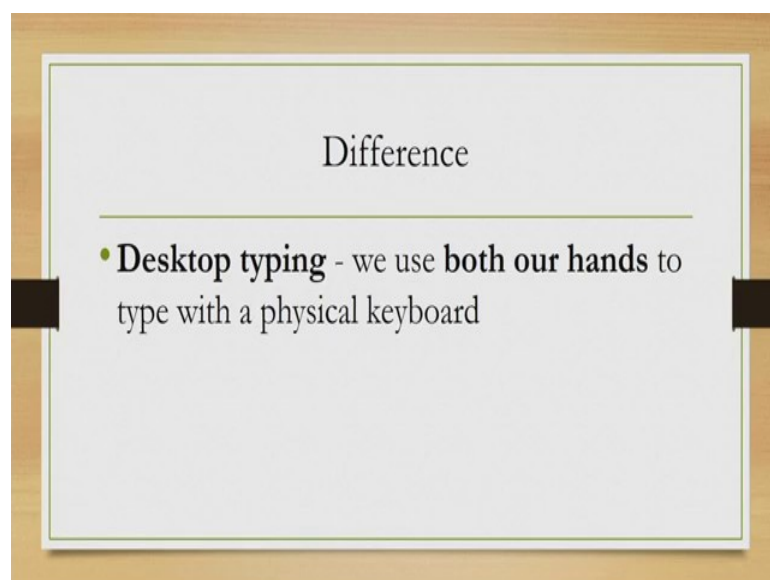 Difference
• Desktop typing - we use both our hands to
type with a physical keyboard